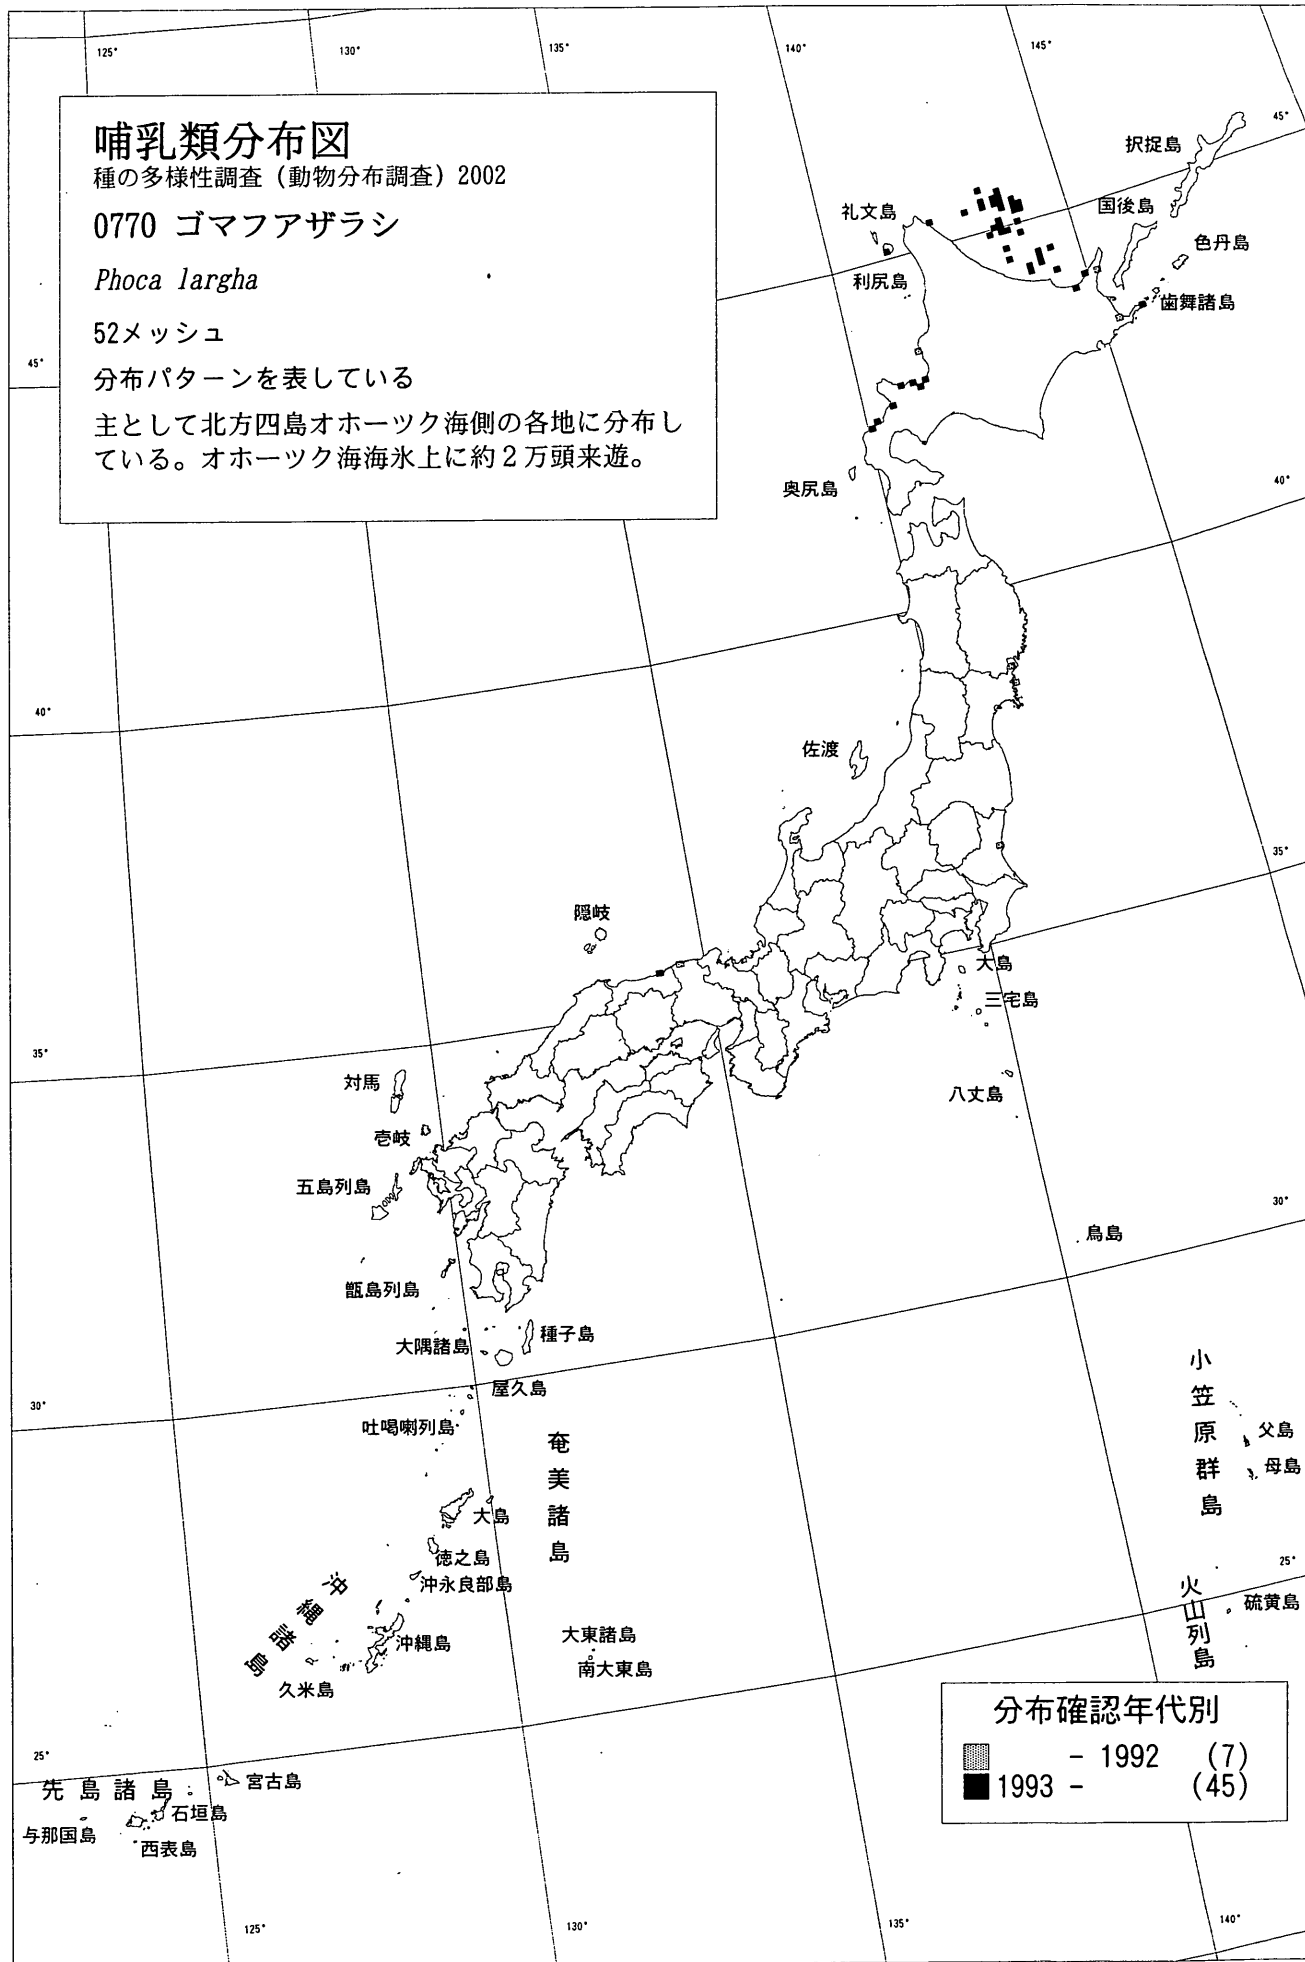 125°
130°
135°
140°
145°
45°
哺乳類分布図
種の多様性調査（動物分布調査）2002
0770 ゴマフアザラシ
Phoca largha
52メッシュ
分布パターンを表している
主として北方四島オホーツク海側の各地に分布し
ている。オホーツク海海氷上に約２万頭来遊。
択捉島
国後島
色丹島
歯舞諸島
礼文島
利尻島
45°
奥尻島
40°
40°
佐渡
35°
隠岐
大島
三宅島
八丈島
35°
対馬
壱岐
五島列島
甑島列島
30°
鳥島
大隅諸島
種子島
屋久島
30°
吐喝喇列島
奄美諸島
小笠原群島
父島
母島
大島
徳之島
沖永良部島
沖縄諸島
沖縄島
久米島
大東諸島
南大東島
25°
火山列島
硫黄島
分布確認年代別
- 1992 (7)
1993 - (45)
25°
先島諸島
宮古島
石垣島
与那国島
西表島
125°
130°
135°
140°